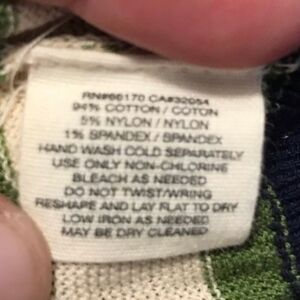 RN#66170 CA#32054
94% COTTON / COTON
5% NYLON / NYLON
1% SPANDEX / SPANDEX
HAND WASH COLD SEPARATELY
USE ONLY NON-CHLORINE
BLEACH AS NEEDED
DO NOT TWIST/WRING
RESHAPE AND LAY FLAT TO DRY
LOW IRON AS NEEDED
MAY BE DRY CLEANED